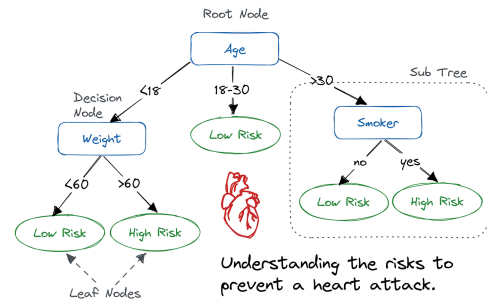 Root Node
Age
<18
18-30
>30
Sub Tree
Decision
Node
Weight
Low Risk
Smoker
<60
>60
no
yes
Low Risk
High Risk
Low Risk
High Risk
Leaf Nodes
Understanding the risks to
prevent a heart attack.